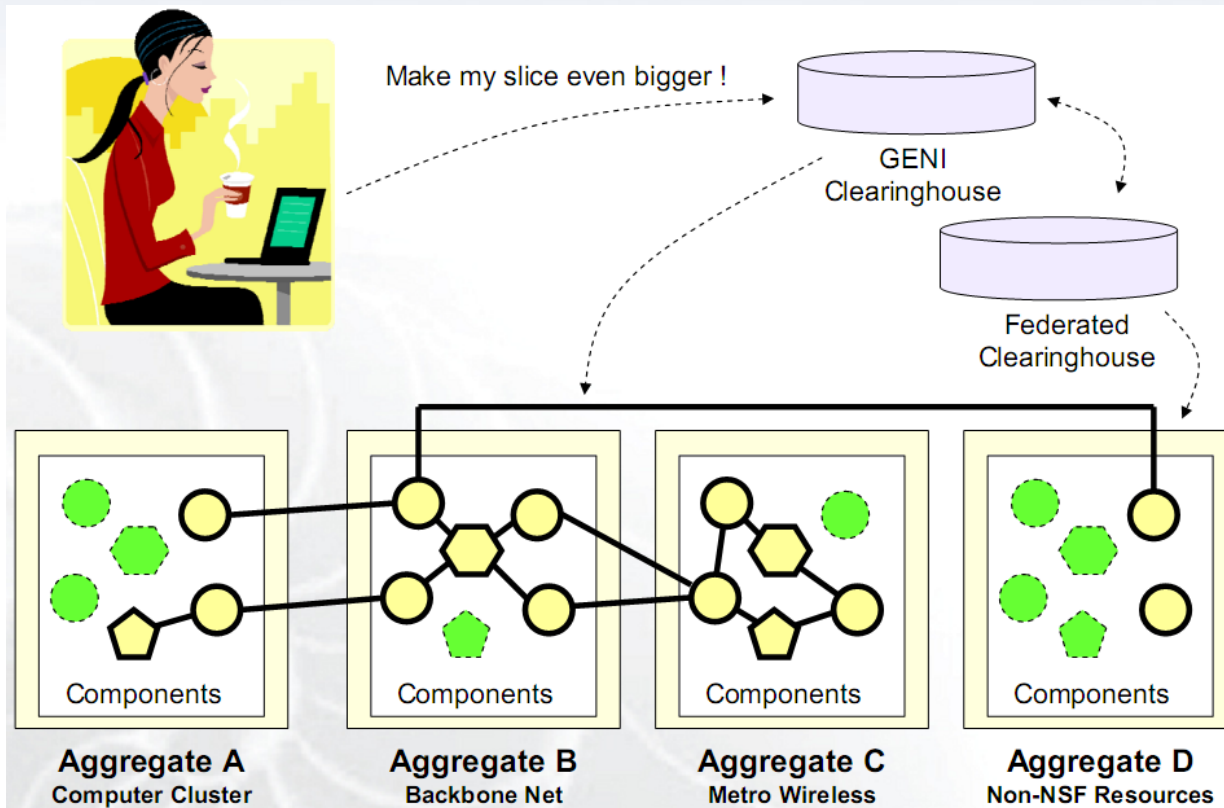 Make my slice even bigger !
GENI
Clearinghouse
Federated
Clearinghouse
Components
Components
Components
Components
Aggregate A
Computer Cluster
Aggregate B
Backbone Net
Aggregate C
Metro Wireless
Aggregate D
Non-NSF Resources